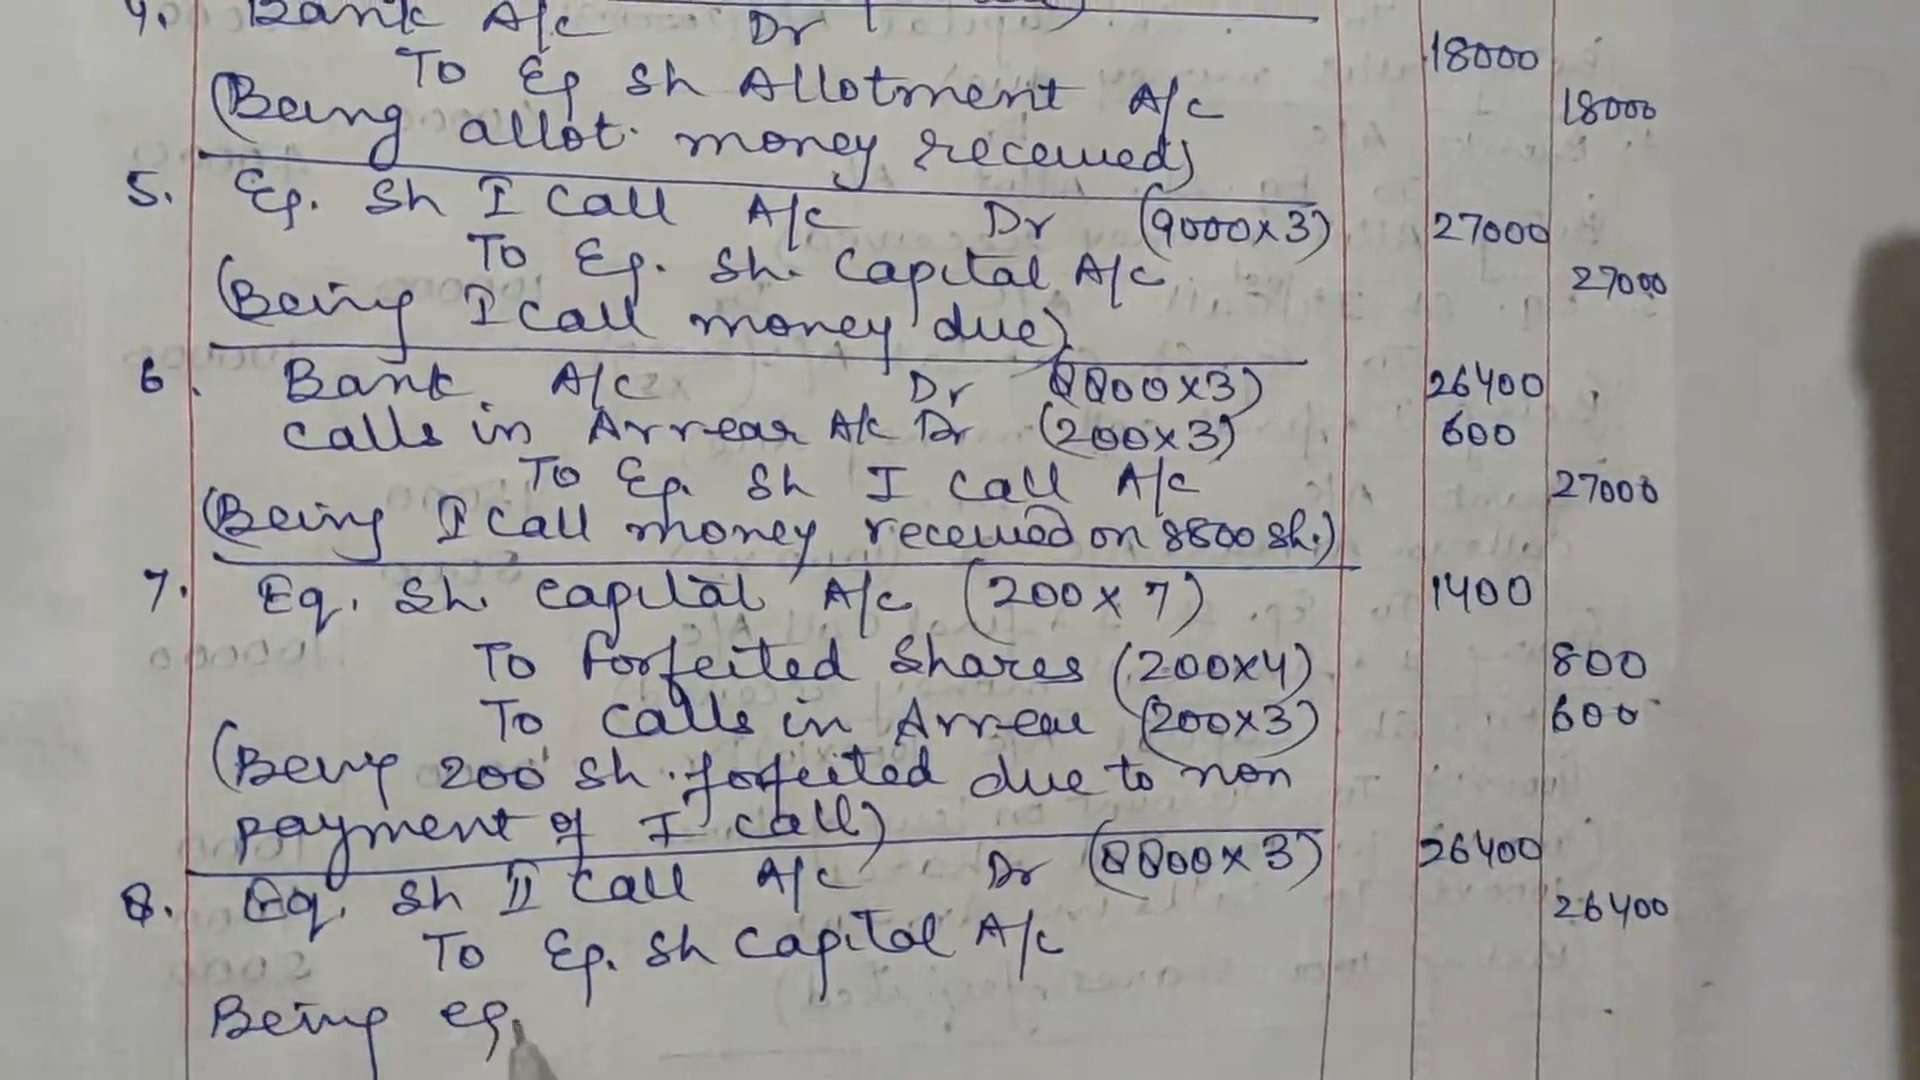 4. Bank A/c Dr 18000
To Eq Sh Allotment A/c 18000
(Being allot. money received)
5. Eq. Sh I Call A/c Dr (9000x3) 27000
To Eq. Sh. Capital A/c 27000
(Being I Call money due)
6. Bank A/c Dr (8800x3) 26400
Calls in Arrear A/c Dr (200x3) 600
To Eq. Sh I Call A/c 27000
(Being I Call money received on 8800 Sh.)
7. Eq. Sh. Capital A/c (200x7) 1400
To Forfeited Shares (200x4) 800
To Calls in Arrear (200x3) 600
(Being 200 Sh. forfeited due to non
payment of I Call)
8. Eq. Sh II Call A/c Dr (8800x3) 26400
To Eq. Sh Capital A/c 26400
Being eq.